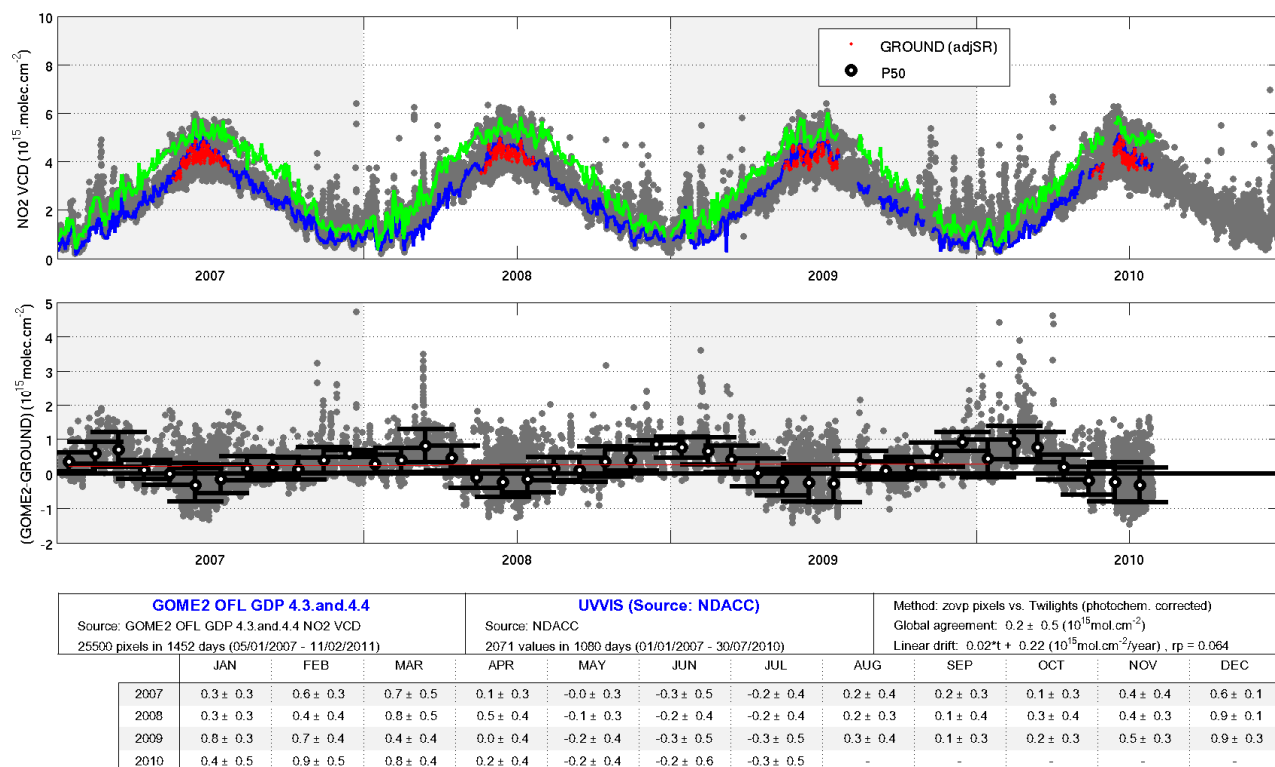 10
8
6
4
2
0
NO2 VCD (10^15.molec.cm^-2)
GROUND (adjSR)
P50
2007 2008 2009 2010
5
4
3
2
1
0
-1
-2
(GOME2-GROUND) (10^15 molec.cm^-2)
2007 2008 2009 2010
GOME2 OFL GDP 4.3.and.4.4
Source: GOME2 OFL GDP 4.3.and.4.4 NO2 VCD
25500 pixels in 1452 days (05/01/2007 - 11/02/2011)
UVVIS (Source: NDACC)
Source: NDACC
2071 values in 1080 days (01/01/2007 - 30/07/2010)
Method: zovp pixels vs. Twilights (photochem. corrected)
Global agreement: 0.2 ± 0.5 (10^15mol.cm^-2)
Linear drift: 0.02*t + 0.22 (10^15mol.cm^-2/year) , rp = 0.064
JAN FEB MAR APR MAY JUN JUL AUG SEP OCT NOV DEC
2007 0.3 ± 0.3 0.6 ± 0.3 0.7 ± 0.5 0.1 ± 0.3 -0.0 ± 0.3 -0.3 ± 0.5 -0.2 ± 0.4 0.2 ± 0.4 0.2 ± 0.3 0.1 ± 0.3 0.4 ± 0.4 0.6 ± 0.1
2008 0.3 ± 0.3 0.4 ± 0.4 0.8 ± 0.5 0.5 ± 0.4 -0.1 ± 0.3 -0.2 ± 0.4 -0.2 ± 0.4 0.2 ± 0.3 0.1 ± 0.4 0.3 ± 0.4 0.4 ± 0.3 0.9 ± 0.1
2009 0.8 ± 0.3 0.7 ± 0.4 0.4 ± 0.4 0.0 ± 0.4 -0.2 ± 0.4 -0.3 ± 0.5 -0.3 ± 0.5 0.3 ± 0.4 0.1 ± 0.3 0.2 ± 0.3 0.5 ± 0.3 0.9 ± 0.3
2010 0.4 ± 0.5 0.9 ± 0.5 0.8 ± 0.4 0.2 ± 0.4 -0.2 ± 0.4 -0.2 ± 0.6 -0.3 ± 0.5 - - - - -